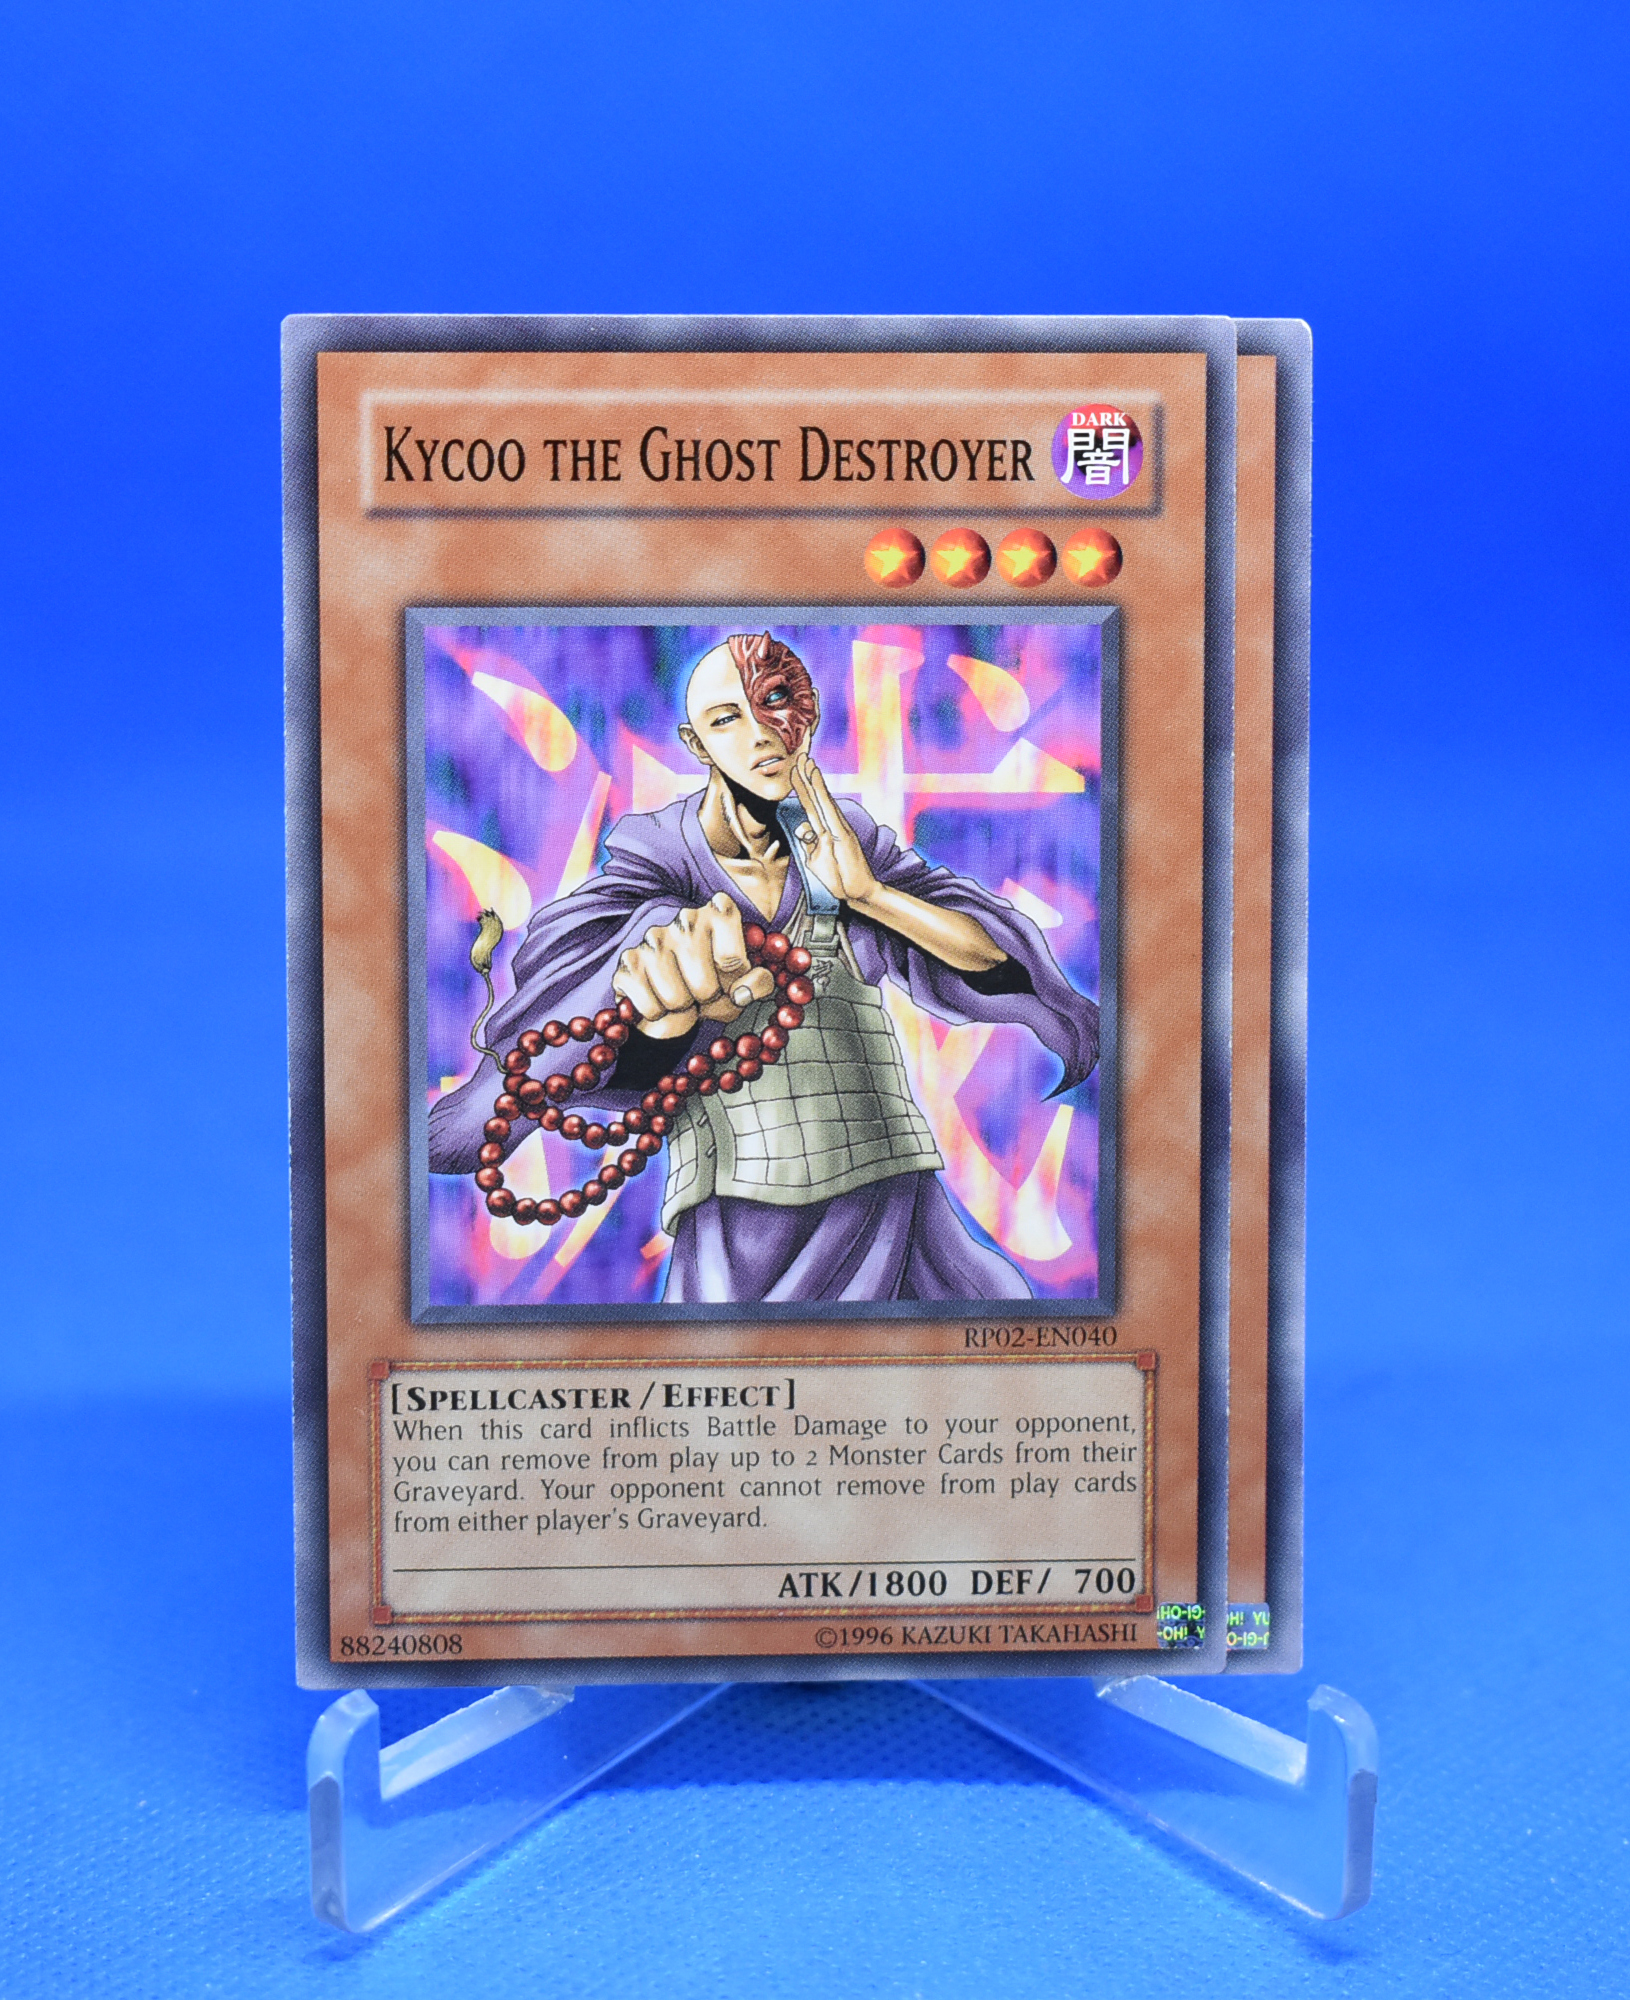 KYCOO THE GHOST DESTROYER
DARK
闇
滅
RP02-EN040
[SPELLCASTER / EFFECT]
When this card inflicts Battle Damage to your opponent,
you can remove from play up to 2 Monster Cards from their
Graveyard. Your opponent cannot remove from play cards
from either player's Graveyard.
ATK/1800 DEF/ 700
88240808
©1996 KAZUKI TAKAHASHI